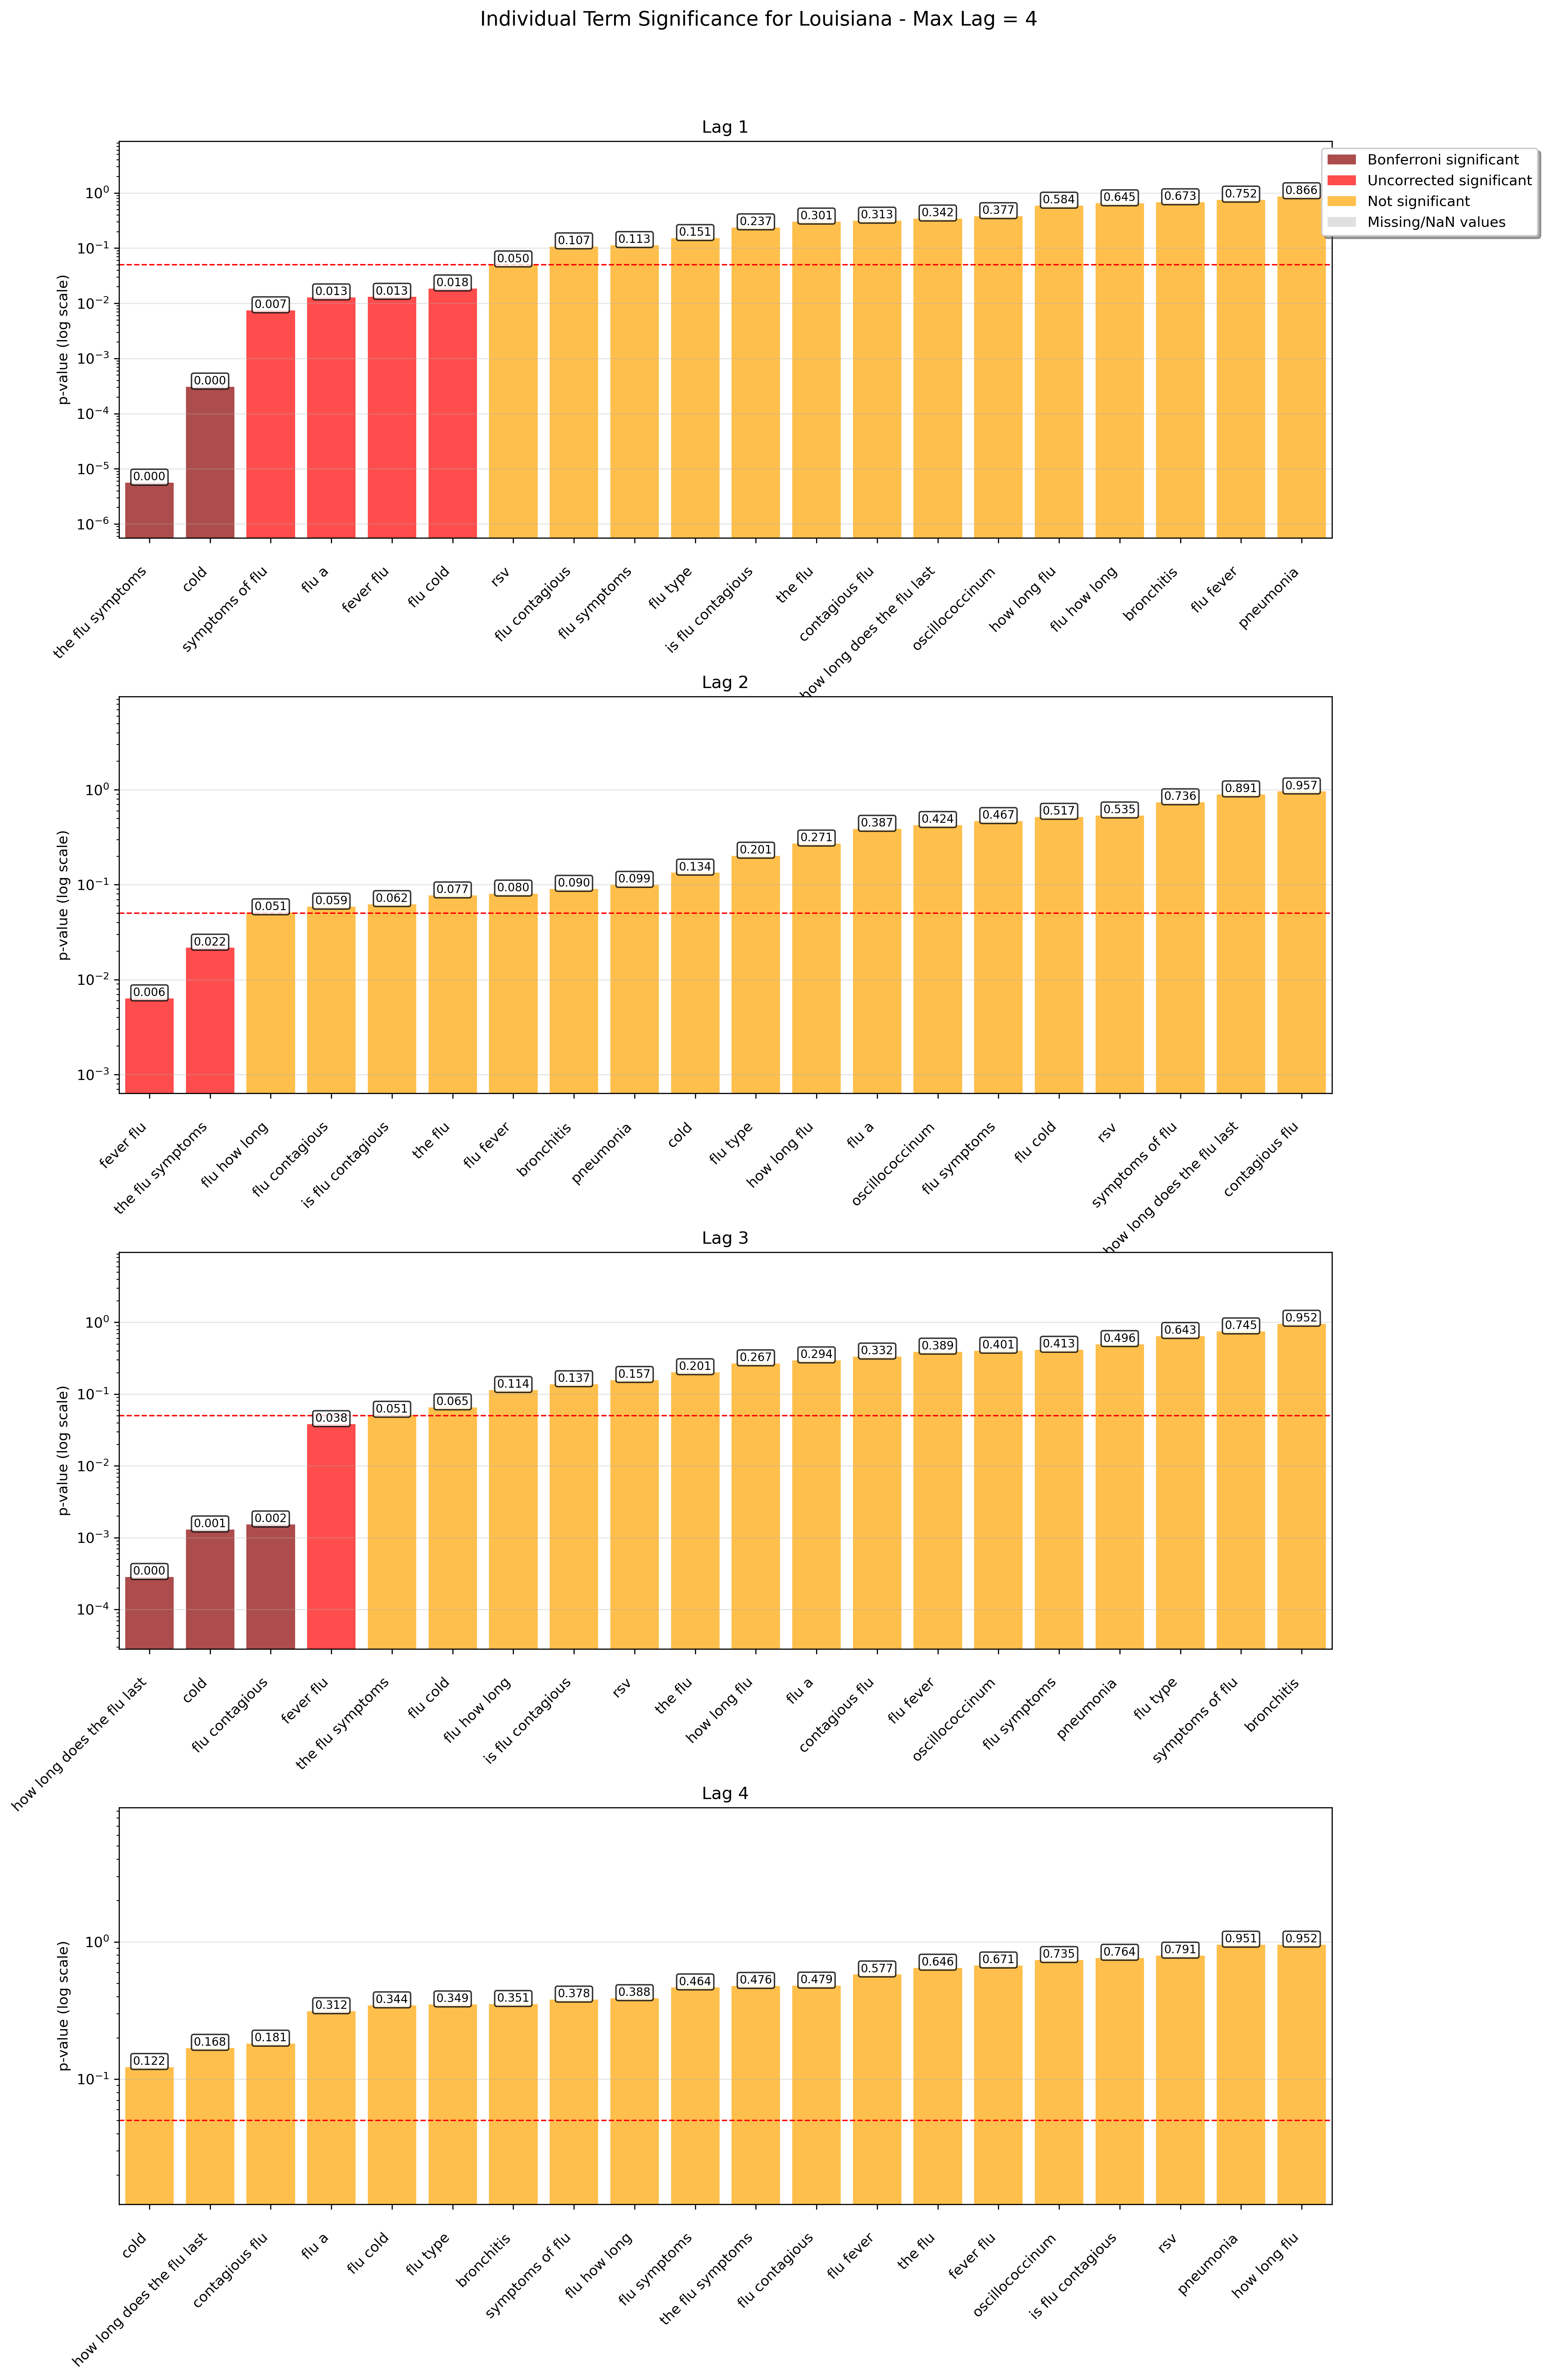 Individual Term Significance for Louisiana - Max Lag = 4
Lag 1
Bonferroni significant
Uncorrected significant
Not significant
Missing/NaN values
p-value (log scale)
10⁰
10⁻¹
10⁻²
10⁻³
10⁻⁴
10⁻⁵
10⁻⁶
0.000
0.000
0.007
0.013
0.013
0.018
0.050
0.107
0.113
0.151
0.237
0.301
0.313
0.342
0.377
0.584
0.645
0.673
0.752
0.866
the flu symptoms
cold
symptoms of flu
flu a
fever flu
flu cold
rsv
flu contagious
flu symptoms
flu type
is flu contagious
the flu
contagious flu
how long does the flu last
oscillococcinum
how long flu
flu how long
bronchitis
flu fever
pneumonia
Lag 2
p-value (log scale)
10⁰
10⁻¹
10⁻²
10⁻³
0.006
0.022
0.051
0.059
0.062
0.077
0.080
0.090
0.099
0.134
0.201
0.271
0.387
0.424
0.467
0.517
0.535
0.736
0.891
0.957
fever flu
the flu symptoms
flu how long
flu contagious
is flu contagious
the flu
flu fever
bronchitis
pneumonia
cold
flu type
how long flu
flu a
oscillococcinum
flu symptoms
flu cold
rsv
symptoms of flu
how long does the flu last
contagious flu
Lag 3
p-value (log scale)
10⁰
10⁻¹
10⁻²
10⁻³
10⁻⁴
0.000
0.001
0.002
0.038
0.051
0.065
0.114
0.137
0.157
0.201
0.267
0.294
0.332
0.389
0.401
0.413
0.496
0.643
0.745
0.952
how long does the flu last
cold
flu contagious
fever flu
the flu symptoms
flu cold
flu how long
is flu contagious
rsv
the flu
how long flu
flu a
contagious flu
flu fever
oscillococcinum
flu symptoms
pneumonia
flu type
symptoms of flu
bronchitis
Lag 4
p-value (log scale)
10⁰
10⁻¹
0.122
0.168
0.181
0.312
0.344
0.349
0.351
0.378
0.388
0.464
0.476
0.479
0.577
0.646
0.671
0.735
0.764
0.791
0.951
0.952
cold
how long does the flu last
contagious flu
flu a
flu cold
flu type
bronchitis
symptoms of flu
flu how long
flu symptoms
the flu symptoms
flu contagious
flu fever
the flu
fever flu
oscillococcinum
is flu contagious
rsv
pneumonia
how long flu